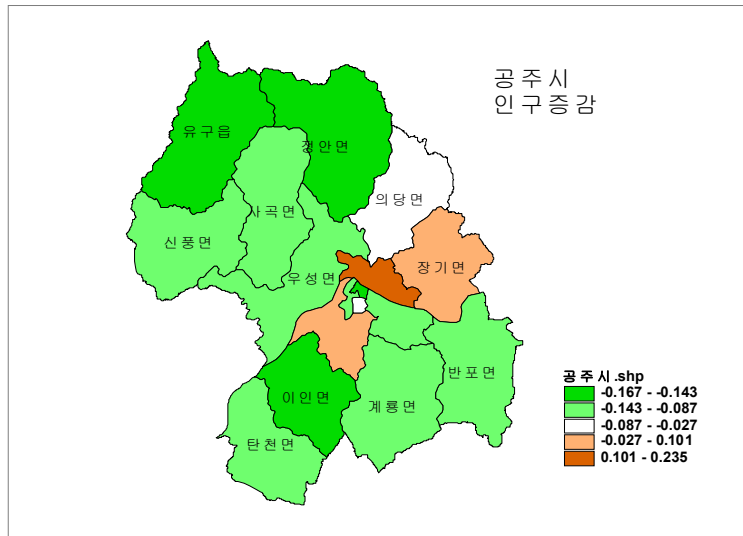 공주시
인구증감
유구읍
정안면
의당면
사곡면
신풍면
우성면
장기면
반포면
이인면
계룡면
탄천면
공주시.shp
-0.167 - -0.143
-0.143 - -0.087
-0.087 - -0.027
-0.027 - 0.101
0.101 - 0.235